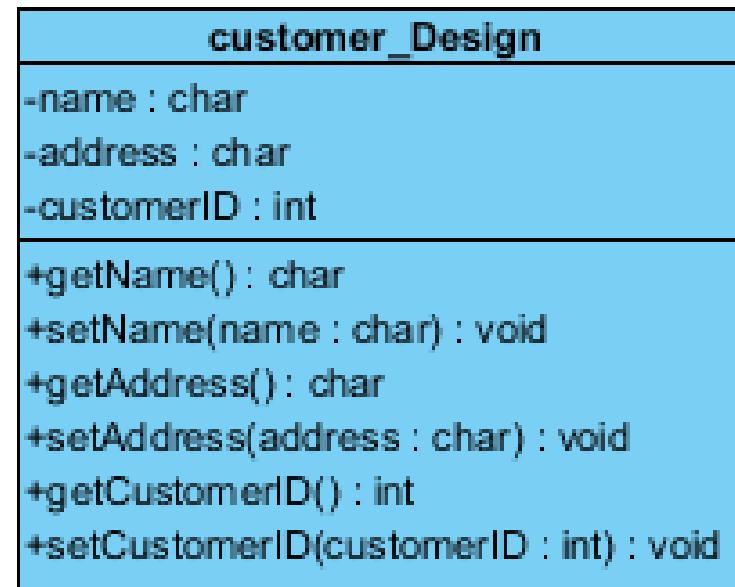 customer_Design
-name : char
-address : char
-customerID : int
+getName() : char
+setName(name : char) : void
+getAddress() : char
+setAddress(address : char) : void
+getCustomerID() : int
+setCustomerID(customerID : int) : void